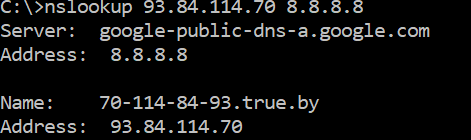 C:\>nslookup 93.84.114.70 8.8.8.8
Server:  google-public-dns-a.google.com
Address:  8.8.8.8

Name:    70-114-84-93.true.by
Address:  93.84.114.70